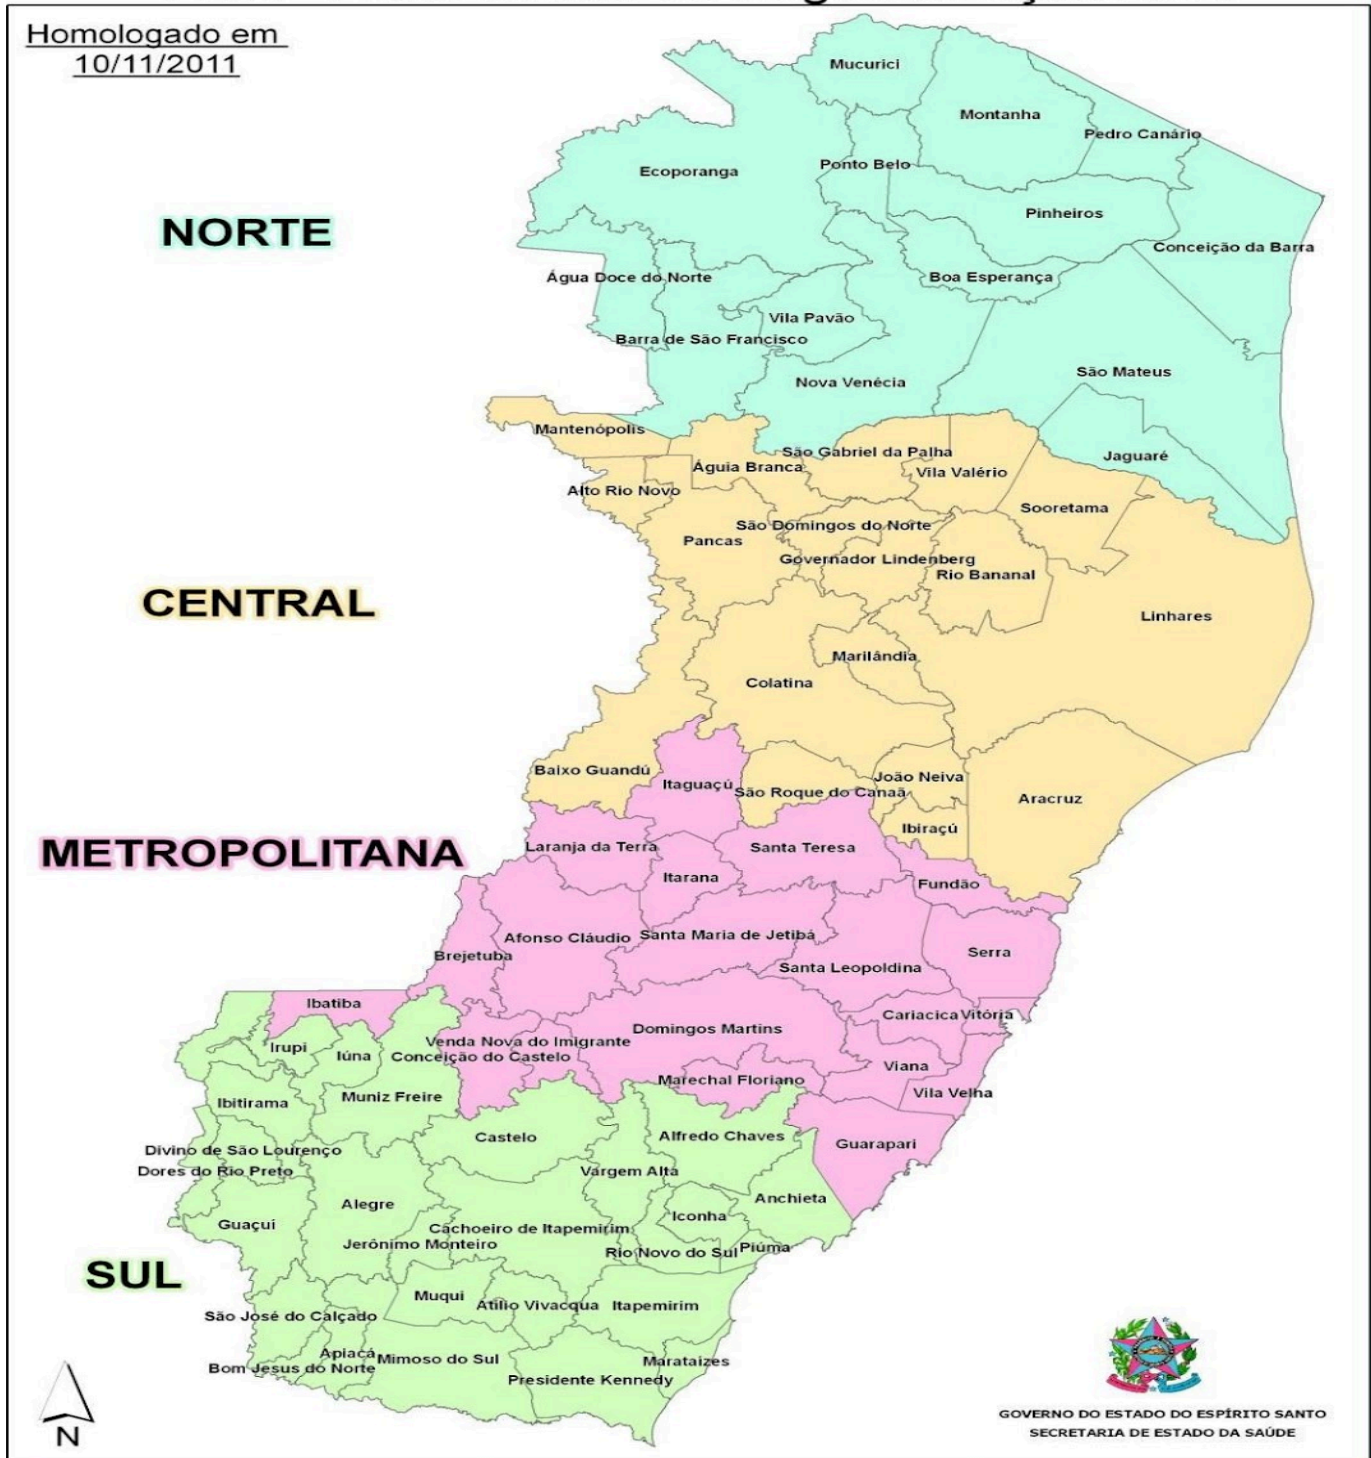 Homologado em
10/11/2011
Mucurici
Montanha
Pedro Canário
Ecoporanga
Ponto Belo
Pinheiros
NORTE
Conceição da Barra
Água Doce do Norte
Boa Esperança
Vila Pavão
Barra de São Francisco
São Mateus
Nova Venécia
Mantenópolis
São Gabriel da Palha
Jaguaré
Águia Branca
Vila Valério
Alto Rio Novo
Sooretama
São Domingos do Norte
Pancas
Governador Lindenberg
Rio Bananal
CENTRAL
Linhares
Marilândia
Colatina
Baixo Guandú
João Neiva
Itaguaçú
São Roque do Canaã
Aracruz
Ibiraçú
METROPOLITANA
Laranja da Terra
Santa Teresa
Itarana
Fundão
Afonso Cláudio
Santa Maria de Jetibá
Brejetuba
Serra
Santa Leopoldina
Ibatiba
Cariacica
Vitória
Domingos Martins
Venda Nova do Imigrante
Irupi
Iúna
Conceição do Castelo
Viana
Marechal Floriano
Vila Velha
Muniz Freire
Ibitirama
Castelo
Alfredo Chaves
Guarapari
Divino de São Lourenço
Dores do Rio Preto
Vargem Alta
Anchieta
Alegre
Iconha
Guaçuí
Cachoeiro de Itapemirim
Jerônimo Monteiro
Rio Novo do Sul
Piúma
SUL
Muqui
Atílio Vivacqua
Itapemirim
São José do Calçado
Apiacá
Mimoso do Sul
Bom Jesus do Norte
Marataizes
Presidente Kennedy
N
GOVERNO DO ESTADO DO ESPÍRITO SANTO
SECRETARIA DE ESTADO DA SAÚDE